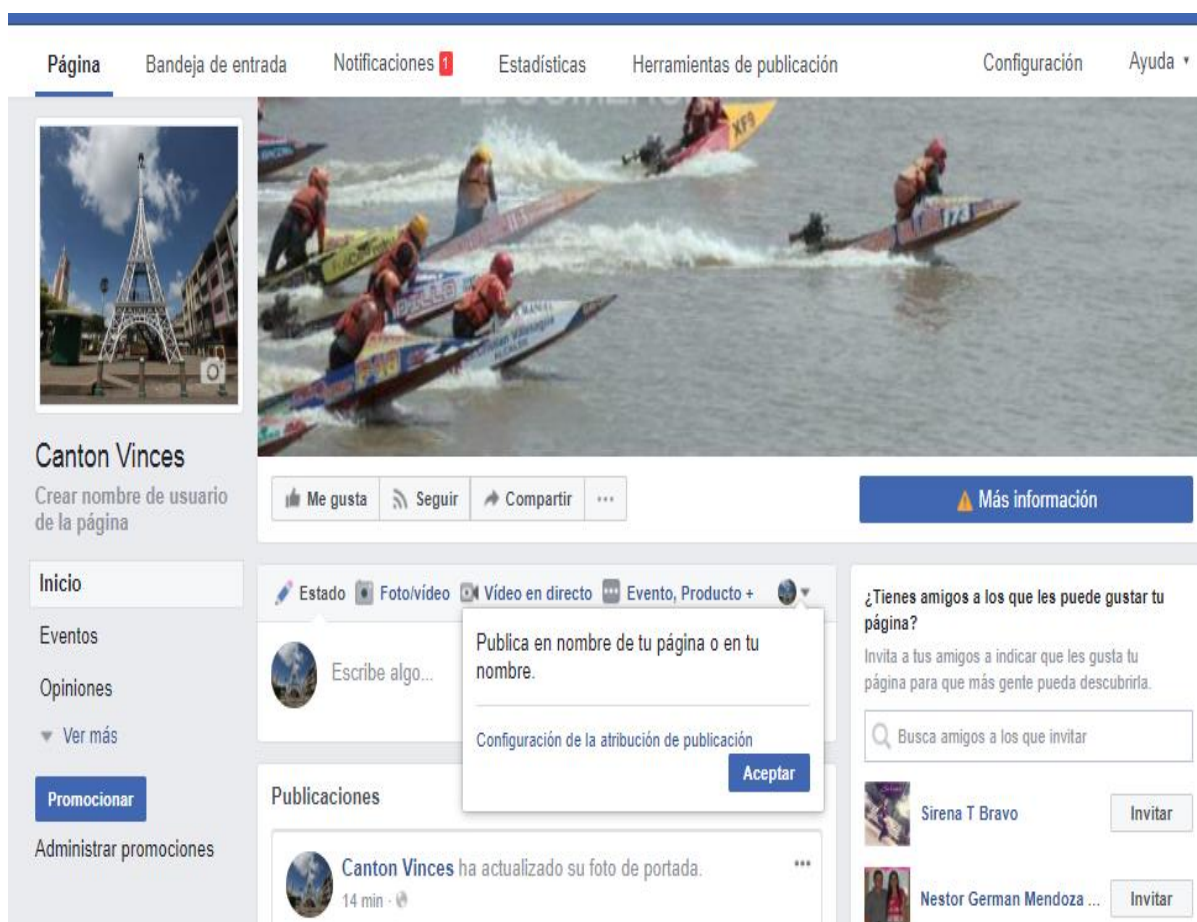 Página Bandeja de entrada Notificaciones 1 Estadísticas Herramientas de publicación Configuración Ayuda
XF9
173
Canton Vinces
Crear nombre de usuario
de la página
Me gusta Seguir Compartir ...
Más información
Inicio
Eventos
Opiniones
Ver más
Promocionar
Administrar promociones
Estado Foto/vídeo Vídeo en directo Evento, Producto +
Escribe algo...
Publica en nombre de tu página o en tu
nombre.
Configuración de la atribución de publicación
Aceptar
Publicaciones
Canton Vinces ha actualizado su foto de portada.
14 min ·
¿Tienes amigos a los que les puede gustar tu
página?
Invita a tus amigos a indicar que les gusta tu
página para que más gente pueda descubrirla.
Busca amigos a los que invitar
Sirena T Bravo Invitar
Nestor German Mendoza ... Invitar